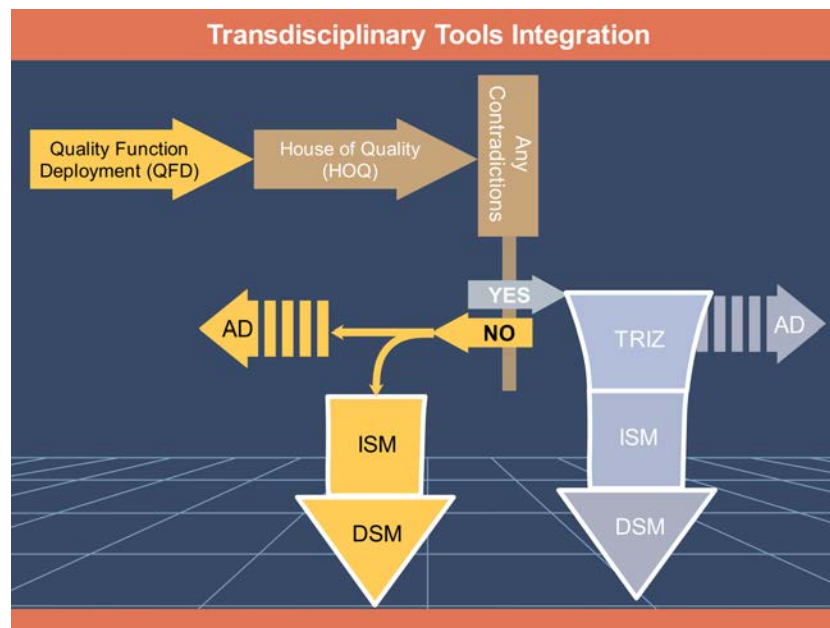 Transdisciplinary Tools Integration
Quality Function
Deployment (QFD)
House of Quality
(HOQ)
Any
Contradictions
YES
NO
AD
TRIZ
AD
ISM
ISM
DSM
DSM